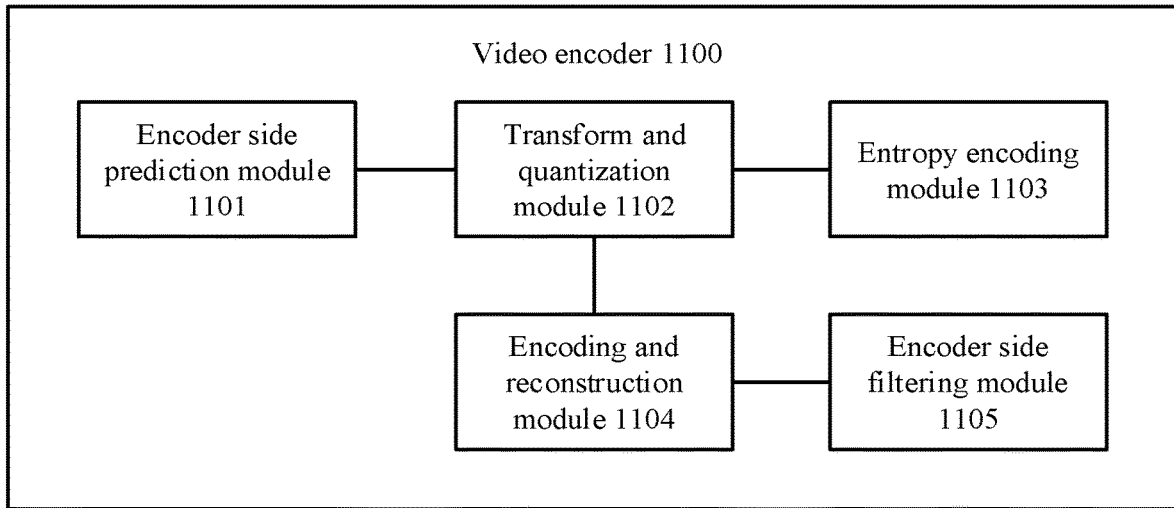 Video encoder 1100
Encoder side
prediction module
1101
Transform and
quantization
module 1102
Entropy encoding
module 1103
Encoding and
reconstruction
module 1104
Encoder side
filtering module
1105